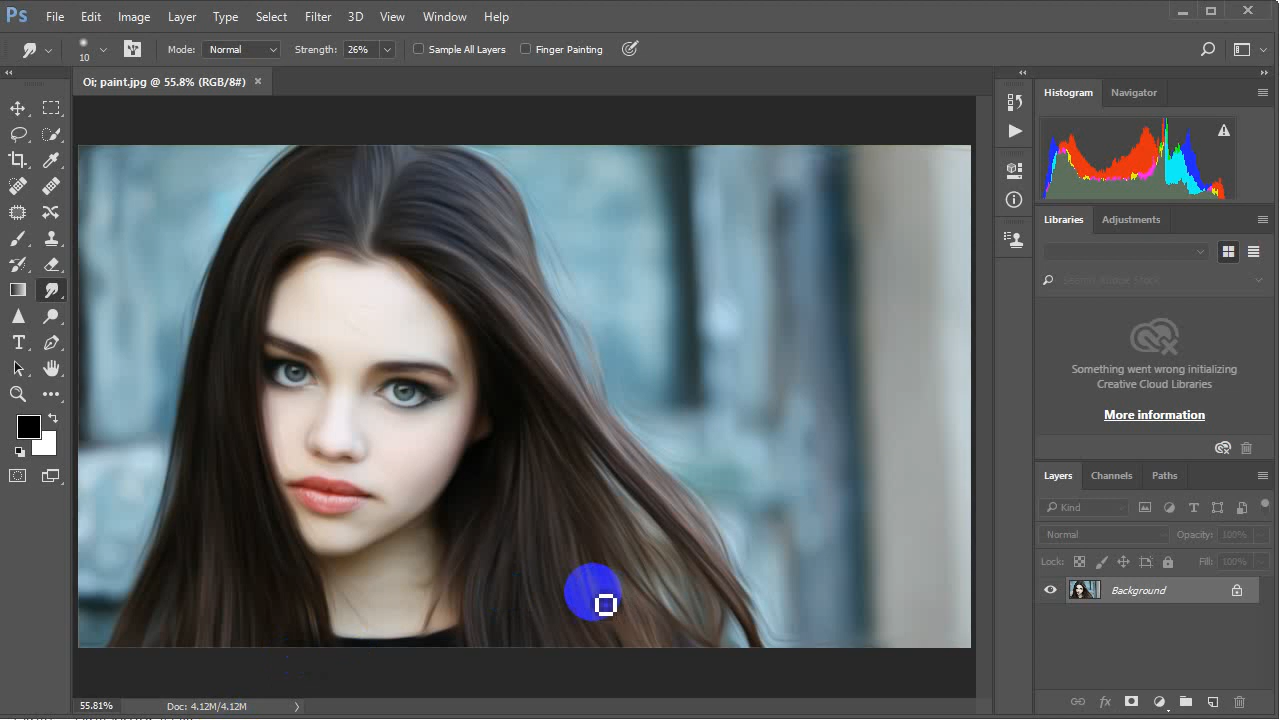 Ps File Edit Image Layer Type Select Filter 3D View Window Help
10 Mode: Normal Strength: 26% Sample All Layers Finger Painting
Oi; paint.jpg @ 55.8% (RGB/8#) ×
Histogram Navigator
Libraries Adjustments
Search Adobe Stock
Something went wrong initializing
Creative Cloud Libraries
More information
Layers Channels Paths
Kind
Normal Opacity: 100%
Lock: Fill: 100%
Background
55.81% Doc: 4.12M/4.12M